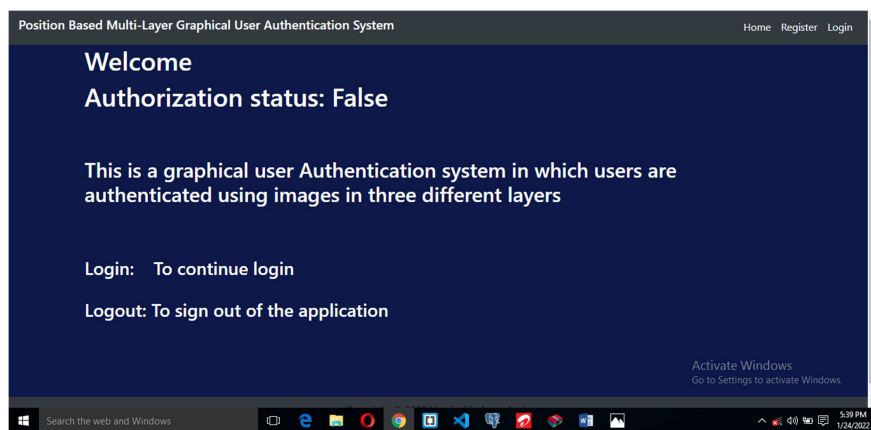 Position Based Multi-Layer Graphical User Authentication System
Home Register Login
Welcome
Authorization status: False
This is a graphical user Authentication system in which users are
authenticated using images in three different layers
Login: To continue login
Logout: To sign out of the application
Activate Windows
Go to Settings to activate Windows.
Search the web and Windows
5:39 PM
1/24/2022